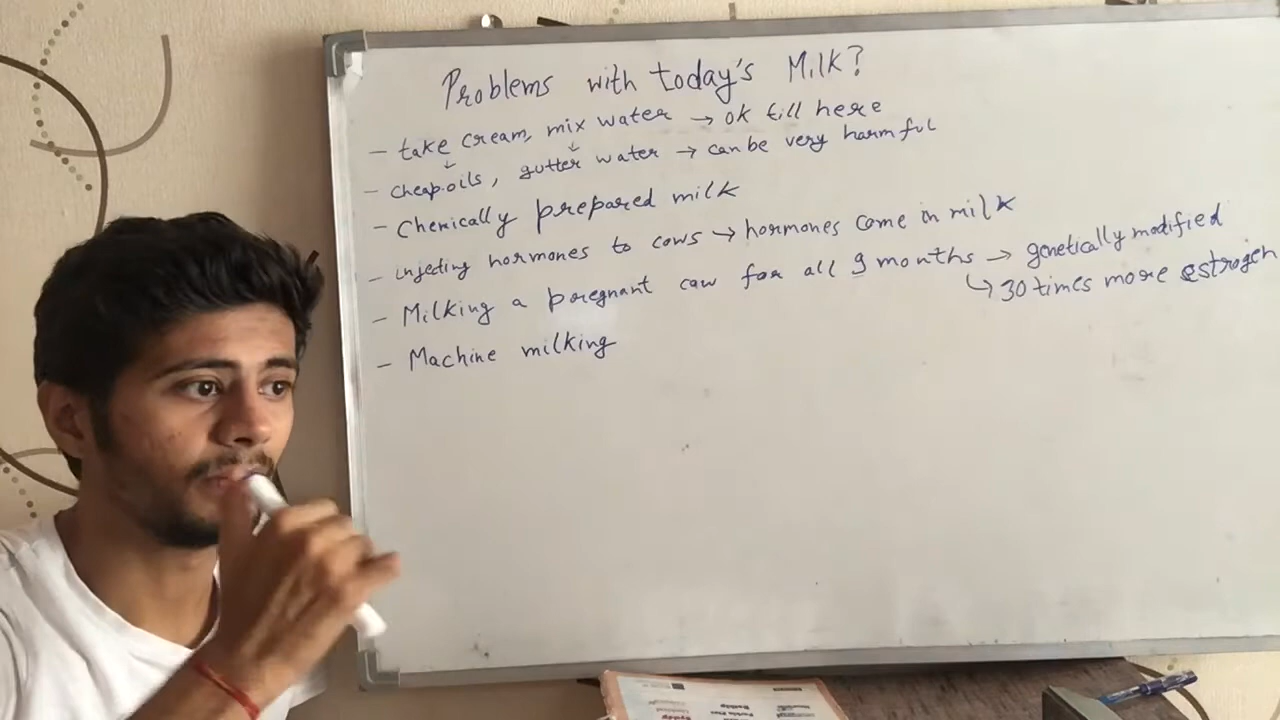 Problems with today's Milk?
- take cream, mix water → ok till here
- cheap oils, gutter water → can be very harmful
- Chemically prepared milk
- injecting hormones to cows → hormones come in milk
- Milking a pregnant cow for all 9 months → genetically modified
↳ 30 times more estrogen
- Machine milking